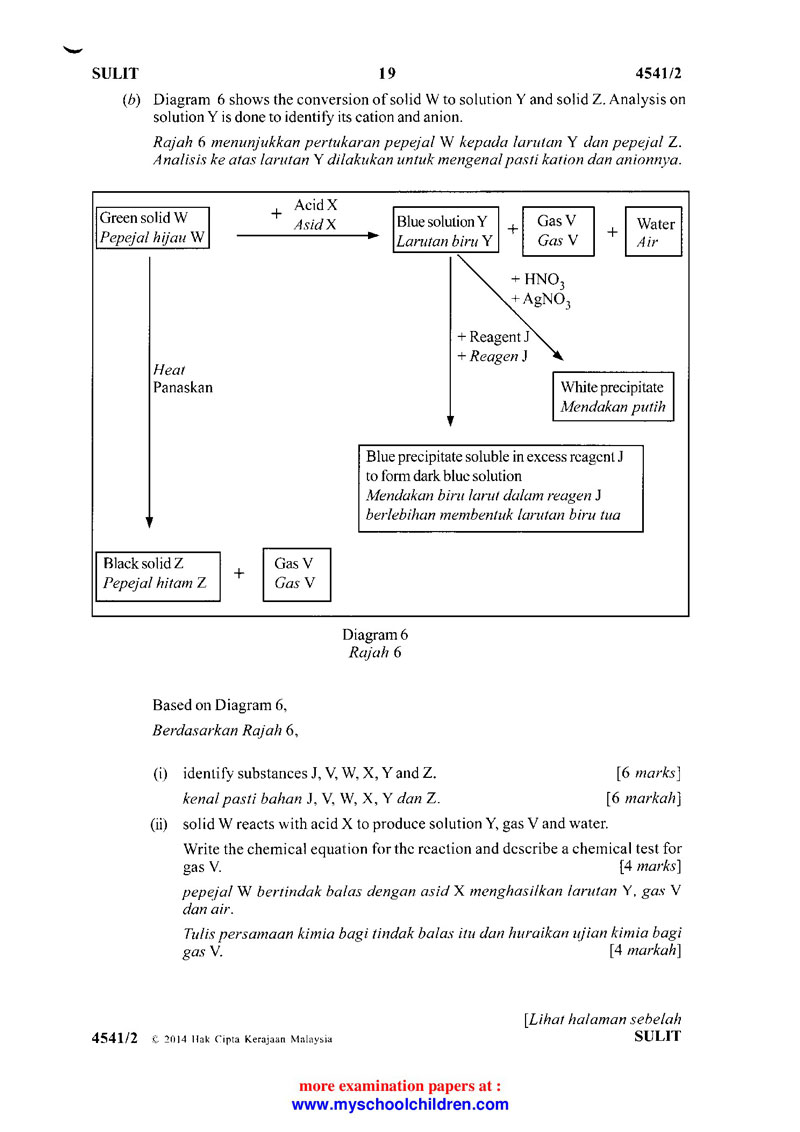 SULIT 19 4541/2
(b) Diagram 6 shows the conversion of solid W to solution Y and solid Z. Analysis on
solution Y is done to identify its cation and anion.
Rajah 6 menunjukkan pertukaran pepejal W kepada larutan Y dan pepejal Z.
Analisis ke atas larutan Y dilakukan untuk mengenal pasti kation dan anionnya.
Green solid W
Pepejal hijau W
+ Acid X
Asid X
Blue solution Y
Larutan biru Y
+
Gas V
Gas V
+
Water
Air
+ HNO₃
+ AgNO₃
+ Reagent J
+ Reagen J
Heat
Panaskan
White precipitate
Mendakan putih
Blue precipitate soluble in excess reagent J
to form dark blue solution
Mendakan biru larut dalam reagen J
berlebihan membentuk larutan biru tua
Black solid Z
Pepejal hitam Z
+
Gas V
Gas V
Diagram 6
Rajah 6
Based on Diagram 6,
Berdasarkan Rajah 6,
(i) identify substances J, V, W, X, Y and Z. [6 marks]
kenal pasti bahan J, V, W, X, Y dan Z. [6 markah]
(ii) solid W reacts with acid X to produce solution Y, gas V and water.
Write the chemical equation for the reaction and describe a chemical test for
gas V. [4 marks]
pepejal W bertindak balas dengan asid X menghasilkan larutan Y, gas V
dan air.
Tulis persamaan kimia bagi tindak balas itu dan huraikan ujian kimia bagi
gas V. [4 markah]
[Lihat halaman sebelah
4541/2 © 2014 Hak Cipta Kerajaan Malaysia SULIT
more examination papers at :
www.myschoolchildren.com